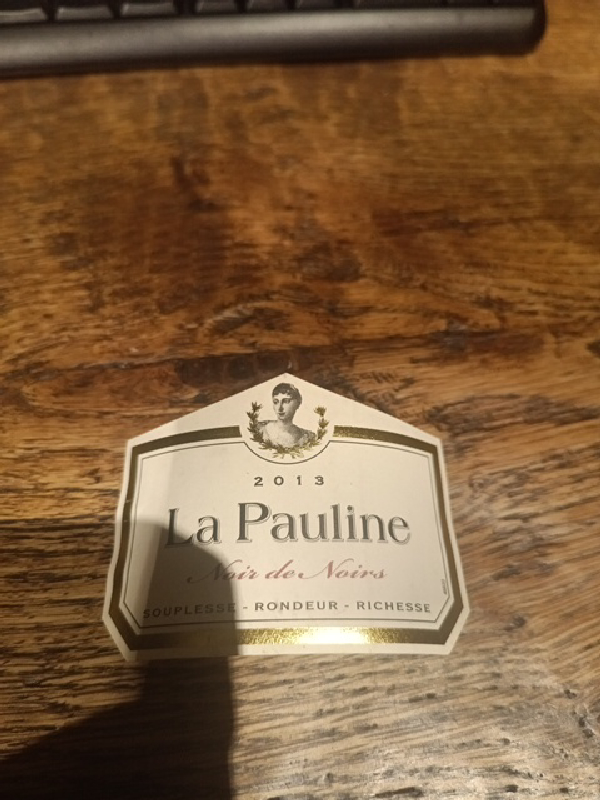 2013
La Pauline
Noir de Noirs
SOUPLESSE - RONDEUR - RICHESSE